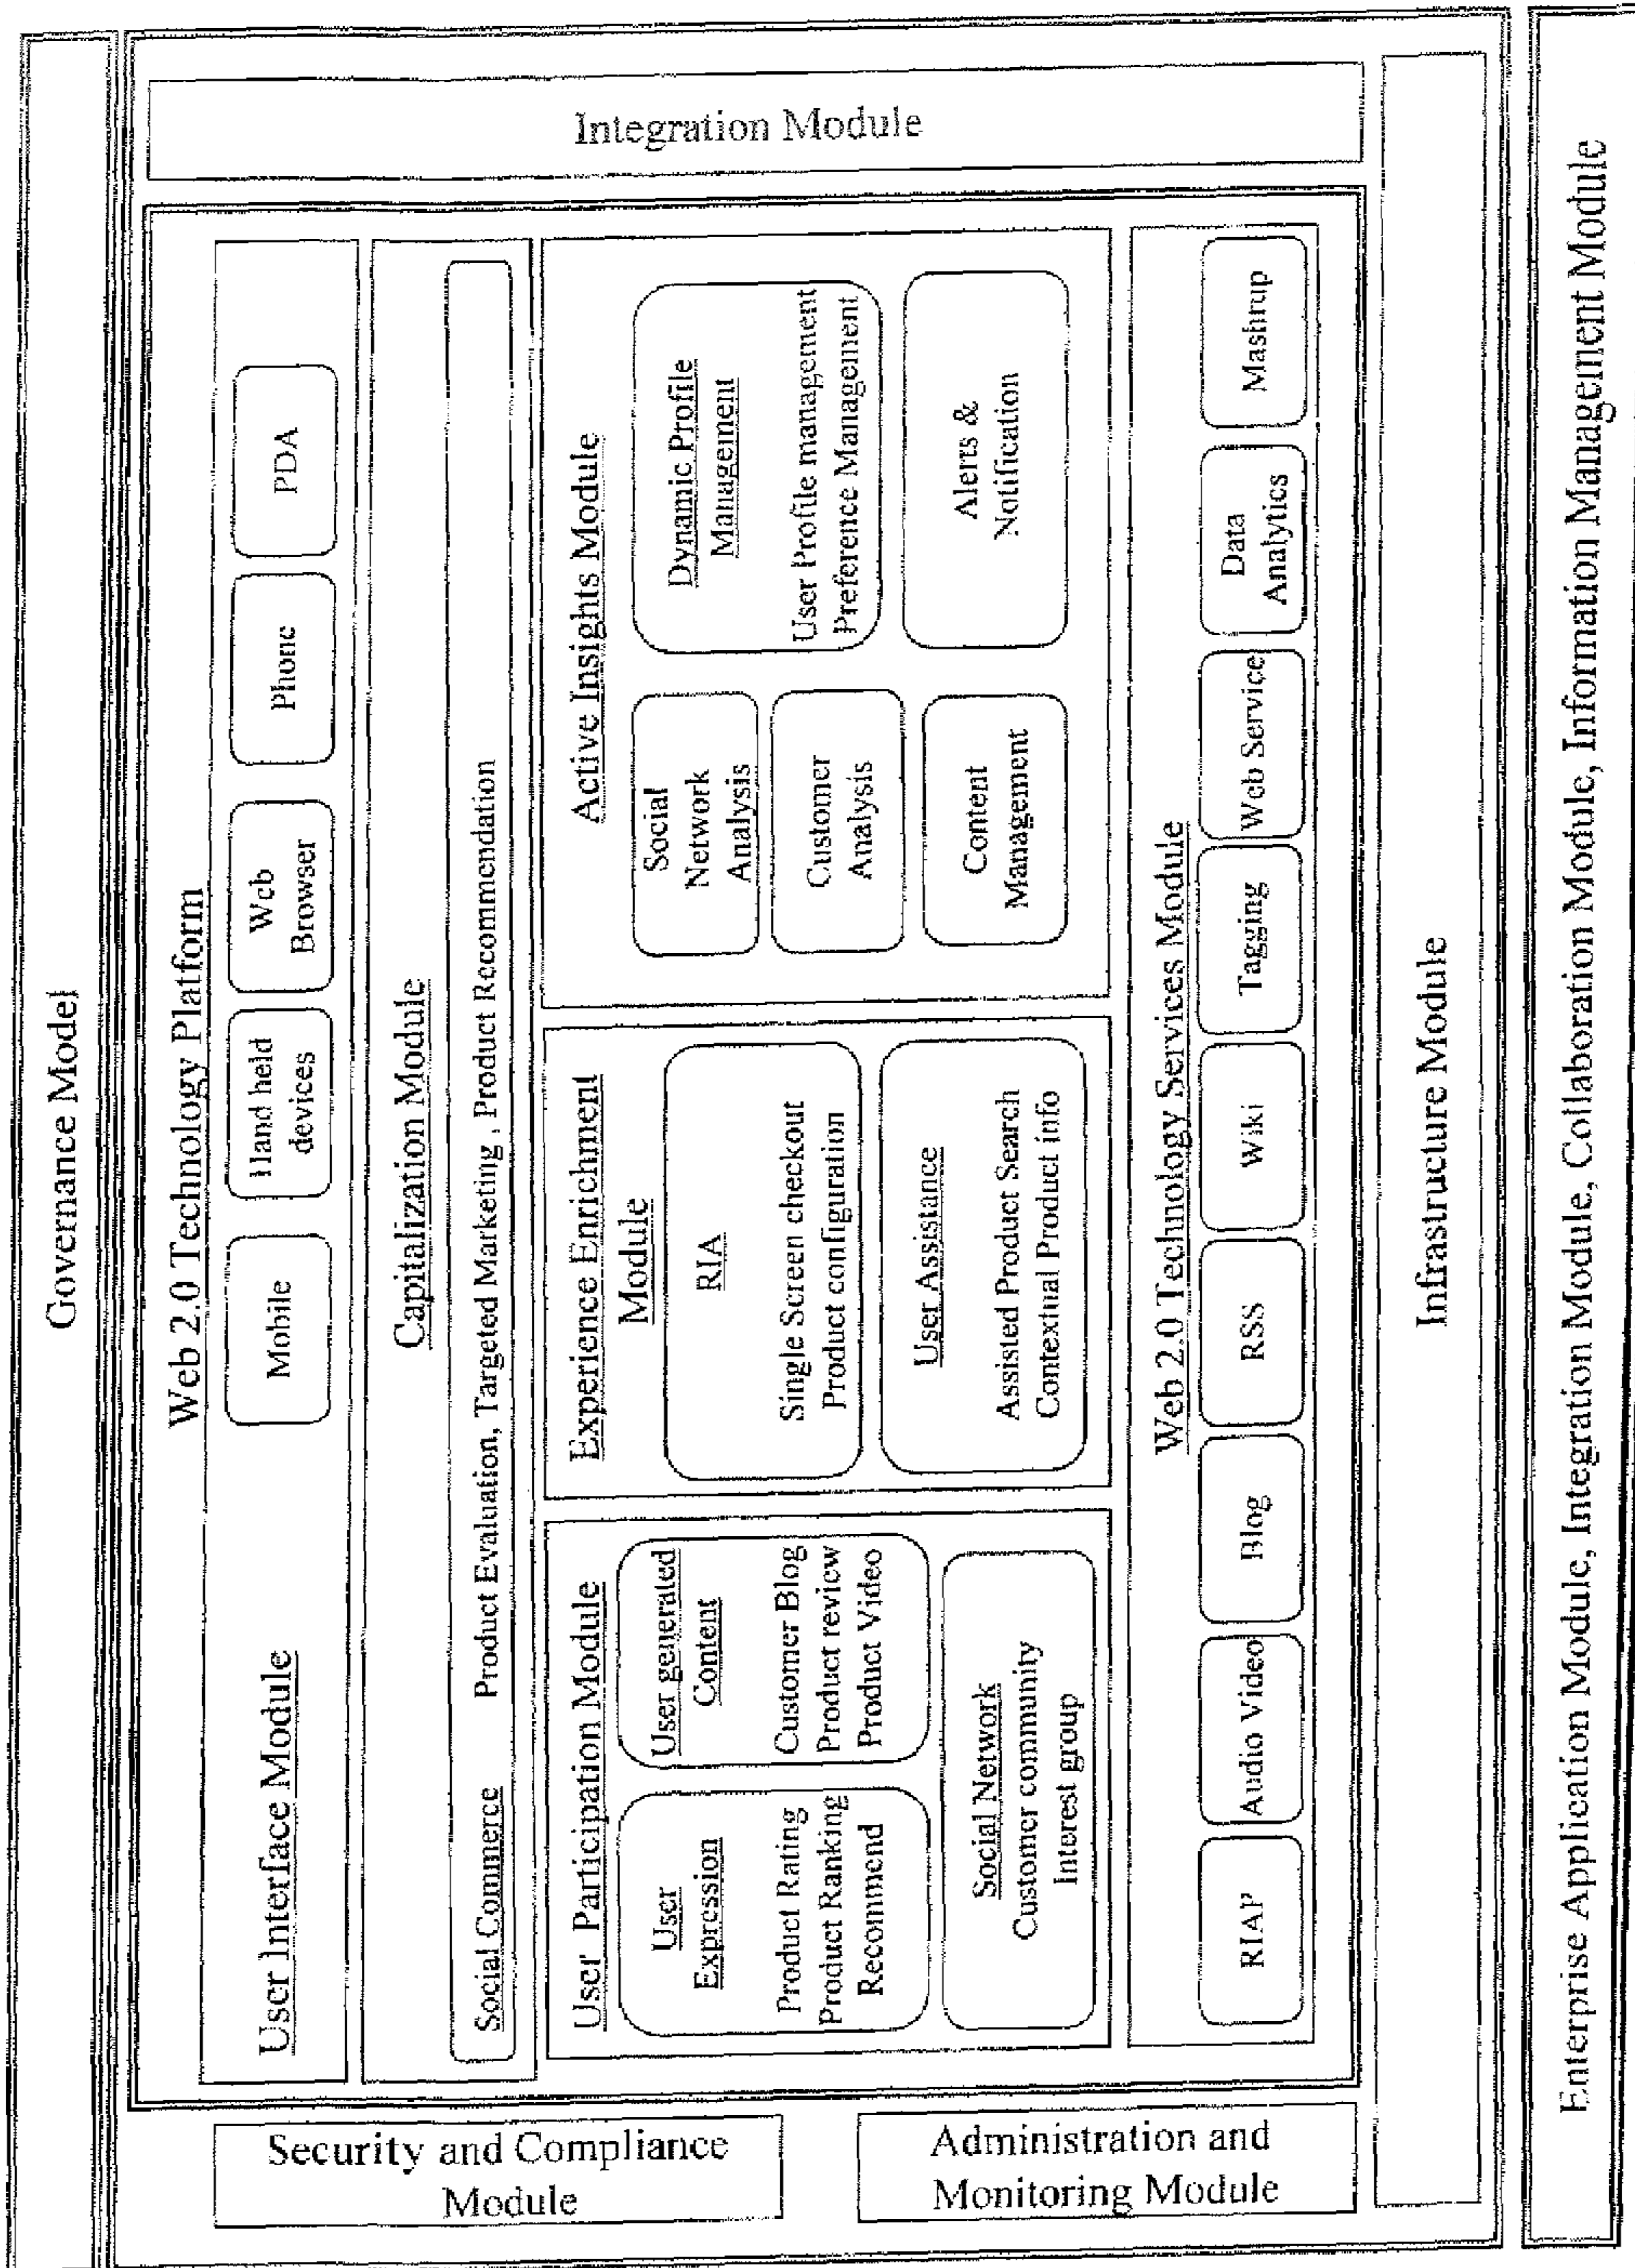 Governance Model
Web 2.0 Technology Platform
User Interface Module
Mobile
Hand held
devices
Web
Browser
Phone
PDA
Capitalization Module
Social Commerce
Product Evaluation, Targeted Marketing , Product Recommendation
User Participation Module
User
Expression
Product Rating
Product Ranking
Recommend
User generated
Content
Customer Blog
Product review
Product Video
Social Network
Customer community
Interest group
Experience Enrichment
Module
RIA
Single Screen checkout
Product configuration
User Assistance
Assisted Product Search
Contextual Product info
Active Insights Module
Social
Network
Analysis
Customer
Analysis
Content
Management
Dynamic Profile
Management
User Profile management
Preference Management
Alerts &
Notification
Web 2.0 Technology Services Module
RIAP
Audio Video
Blog
RSS
Wiki
Tagging
Web Service
Data
Analytics
Mashrup
Security and Compliance
Module
Administration and
Monitoring Module
Integration Module
Infrastructure Module
Enterprise Application Module, Integration Module, Collaboration Module, Information Management Module